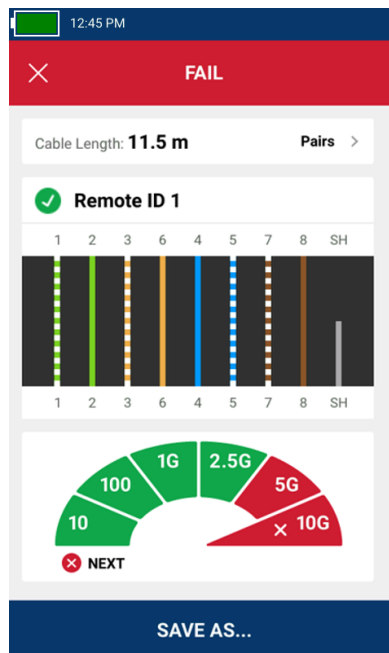 12:45 PM
FAIL
Cable Length: 11.5 m Pairs >
Remote ID 1
1 2 3 6 4 5 7 8 SH
1 2 3 6 4 5 7 8 SH
10 100 1G 2.5G 5G 10G
NEXT
SAVE AS...